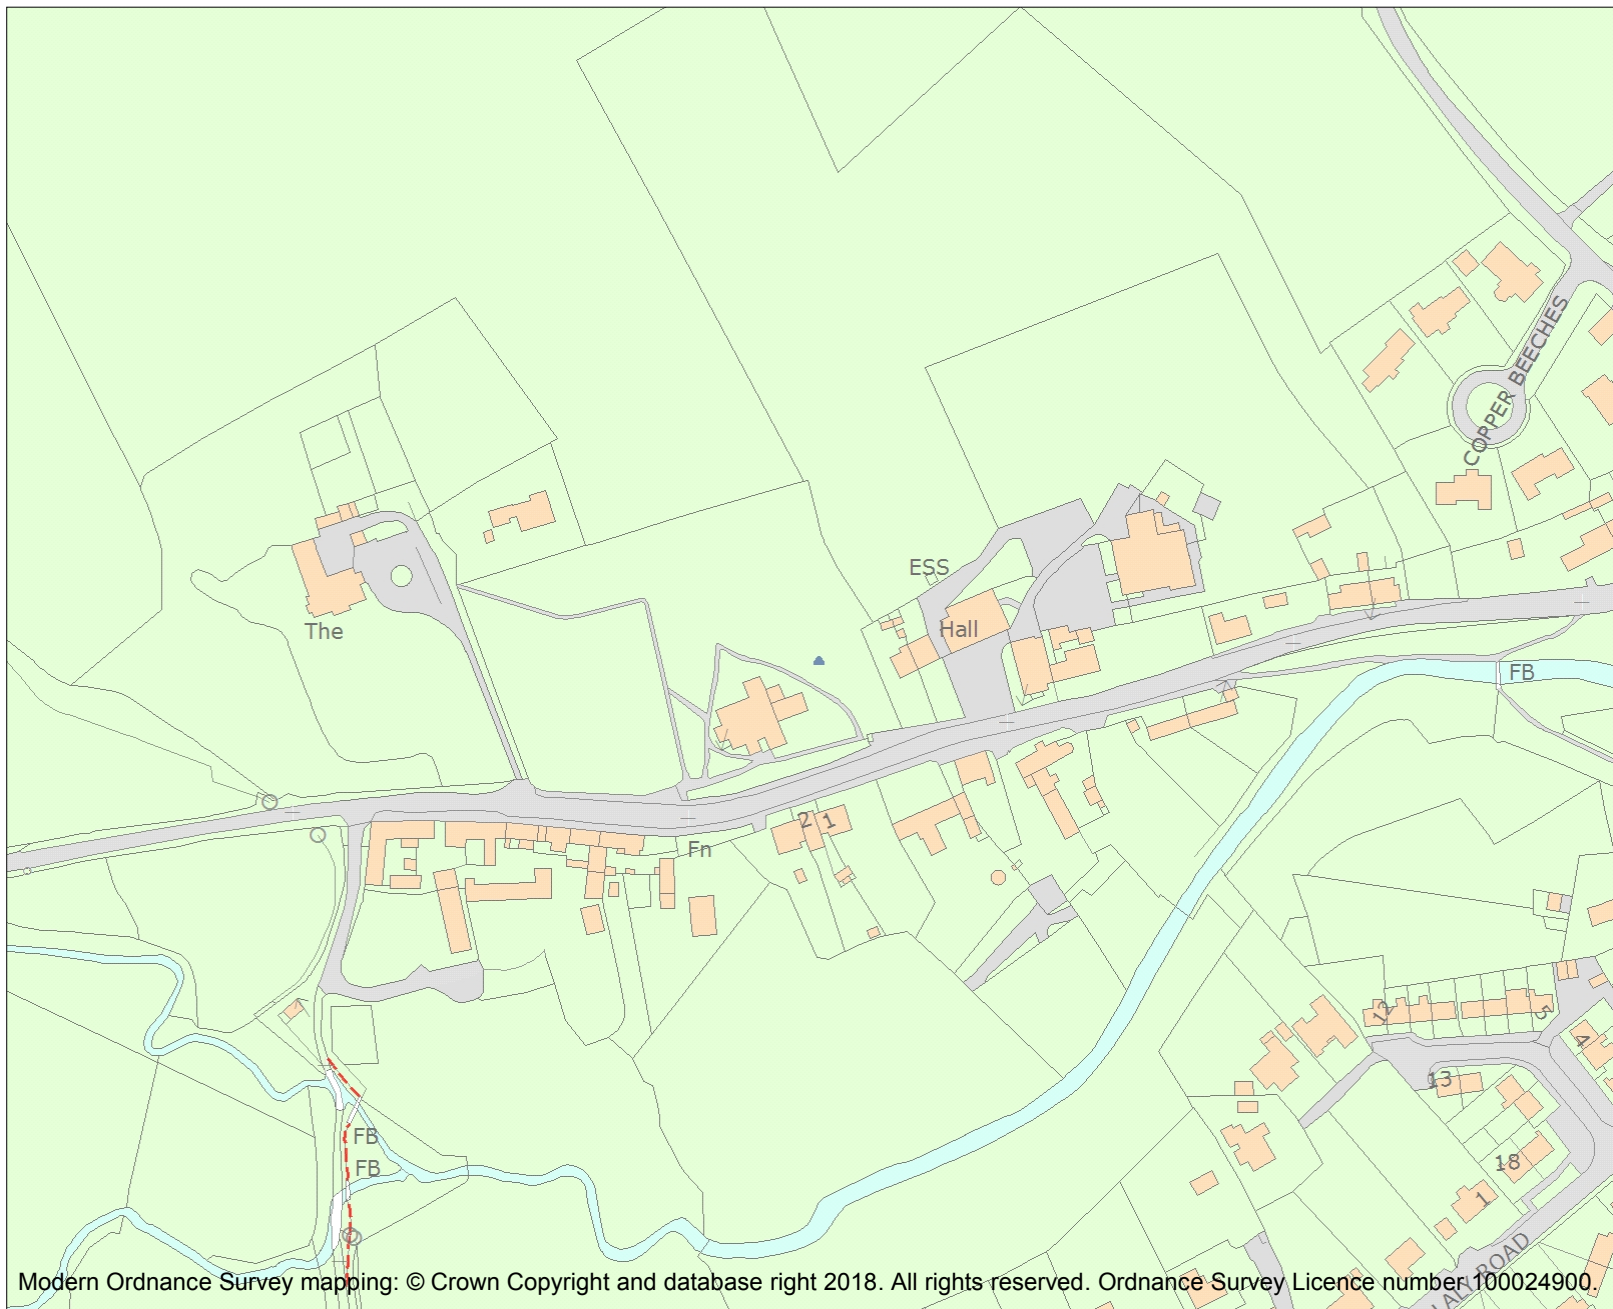 COPPER BEECHES
ESS
Hall
The
FB
2
1
Fn
12
5
4
13
FB
FB
18
1
ROAD
Modern Ordnance Survey mapping: © Crown Copyright and database right 2018. All rights reserved. Ordnance Survey Licence number 100024900.